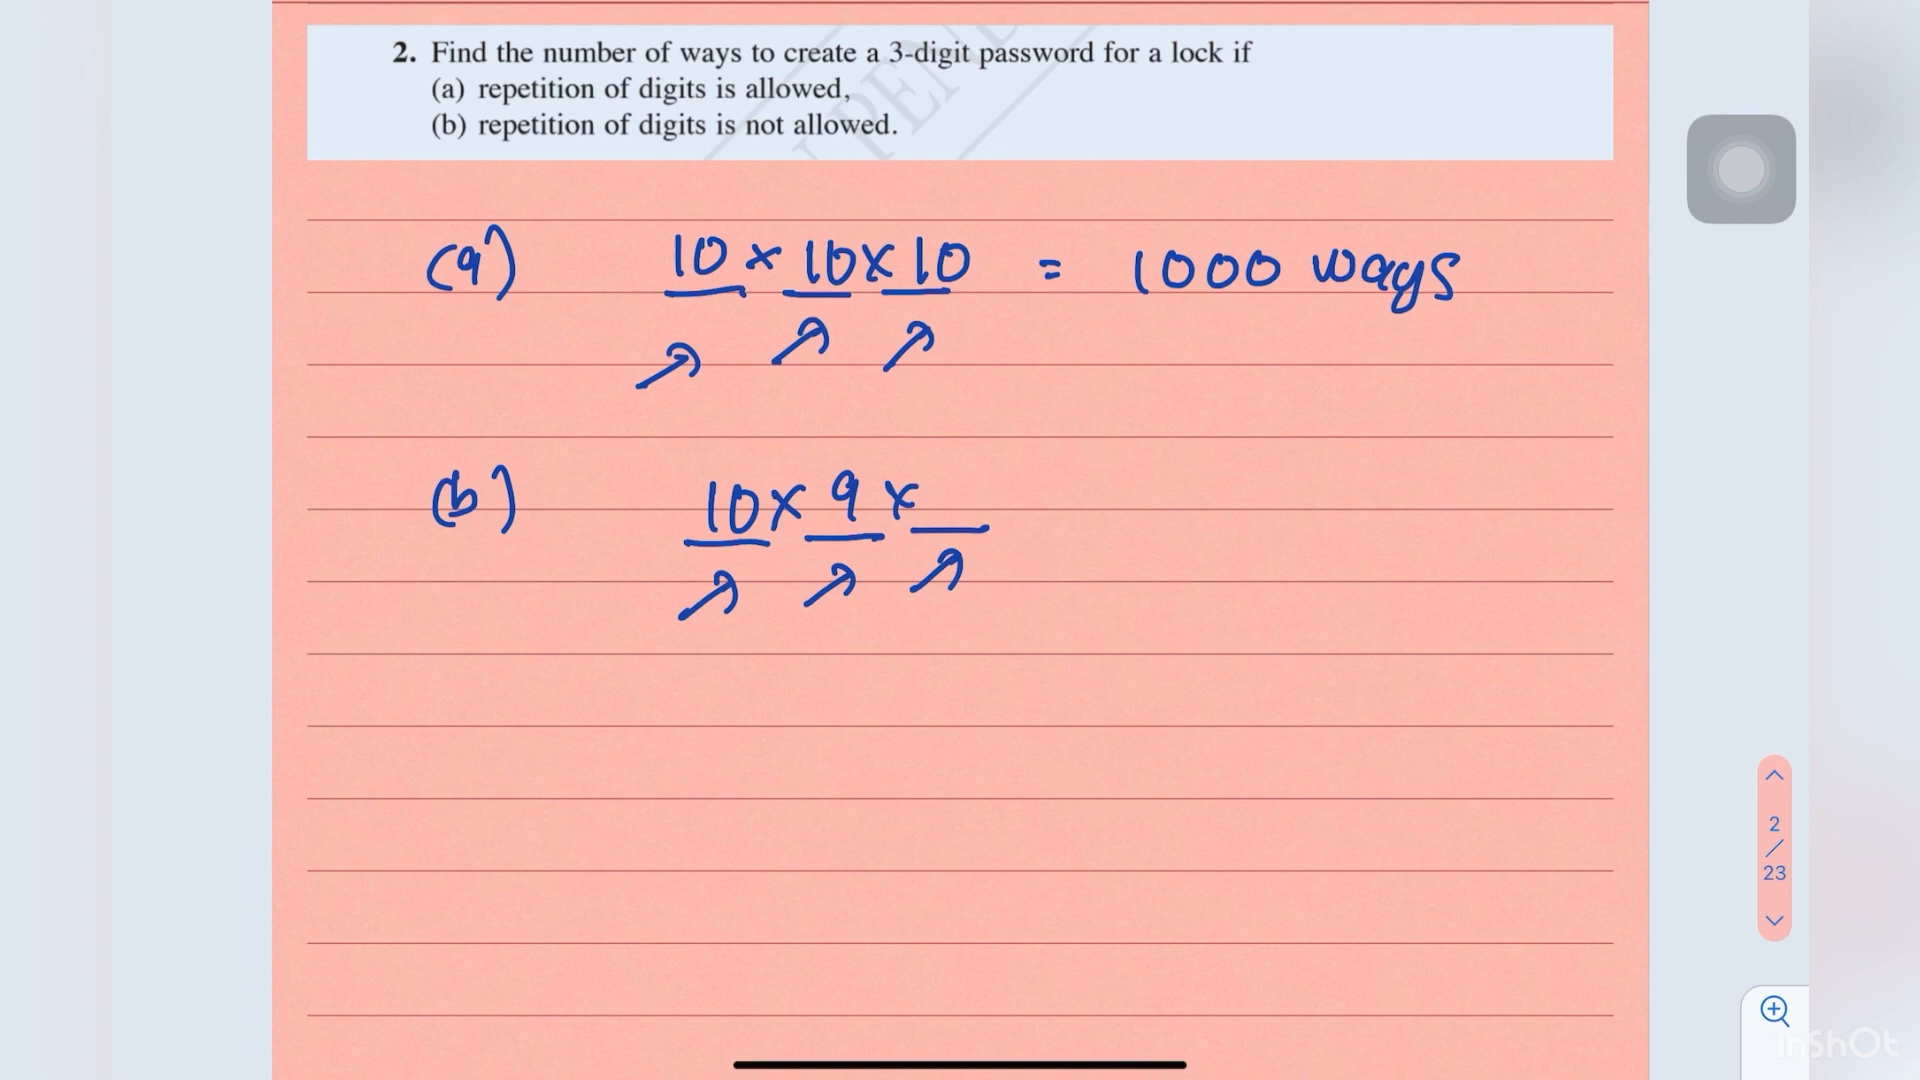 2. Find the number of ways to create a 3-digit password for a lock if
(a) repetition of digits is allowed,
(b) repetition of digits is not allowed.
(a) 10 × 10 × 10 = 1000 ways
(b) 10 × 9 ×
2
/
23
InShOt